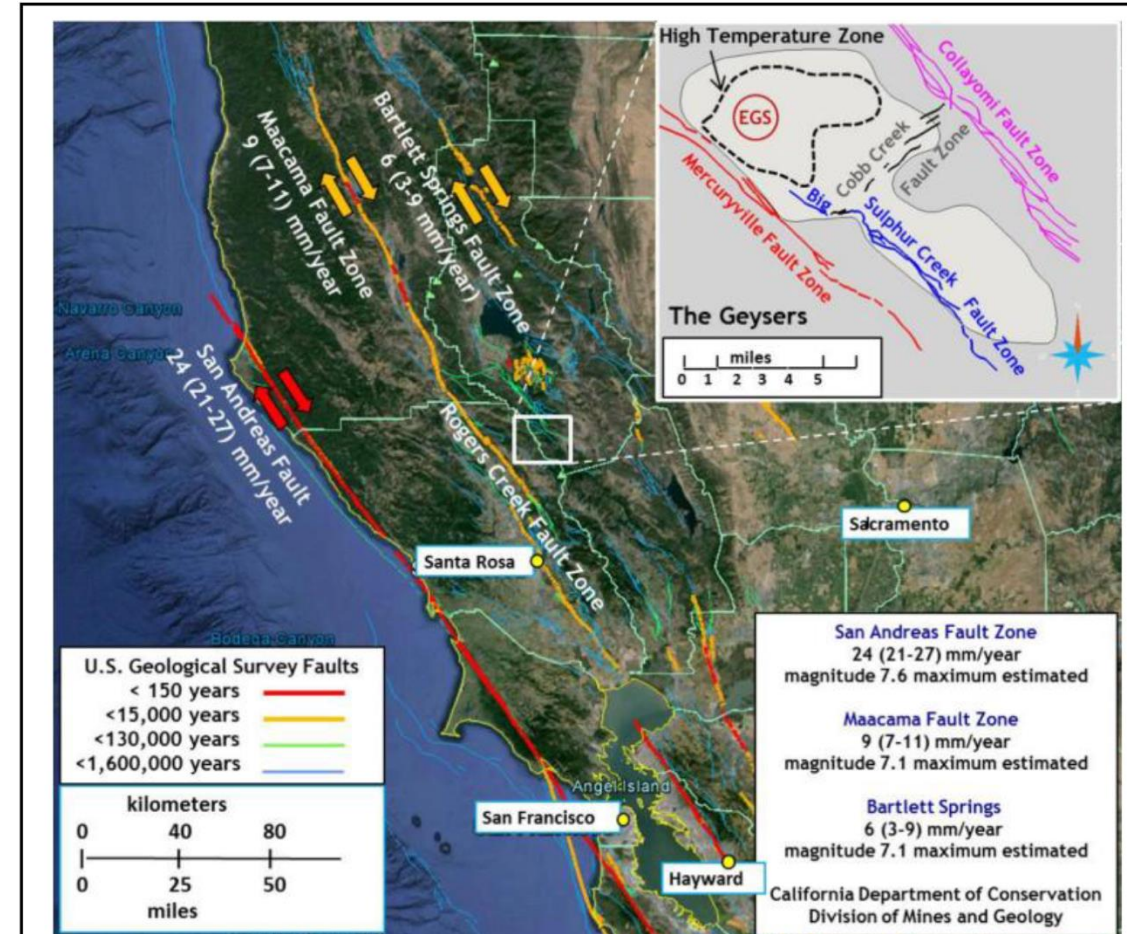 High Temperature Zone
EGS
Collayomi Fault Zone
Cobb Creek
Fault Zone
Mercuryville Fault Zone
Big Sulphur Creek Fault Zone
The Geysers
miles
0 1 2 3 4 5
Maacama Fault Zone
9 (7-11) mm/year
Bartlett Springs Fault Zone
6 (3-9 mm/year)
Navarro Canyon
Arena Canyon
San Andreas Fault
24 (21-27) mm/year
Rogers Creek Fault Zone
Sacramento
Santa Rosa
Bodega Canyon
U.S. Geological Survey Faults
< 150 years
<15,000 years
<130,000 years
<1,600,000 years
kilometers
0 40 80
0 25 50
miles
Angel Island
San Francisco
Hayward
San Andreas Fault Zone
24 (21-27) mm/year
magnitude 7.6 maximum estimated
Maacama Fault Zone
9 (7-11) mm/year
magnitude 7.1 maximum estimated
Bartlett Springs
6 (3-9) mm/year
magnitude 7.1 maximum estimated
California Department of Conservation
Division of Mines and Geology